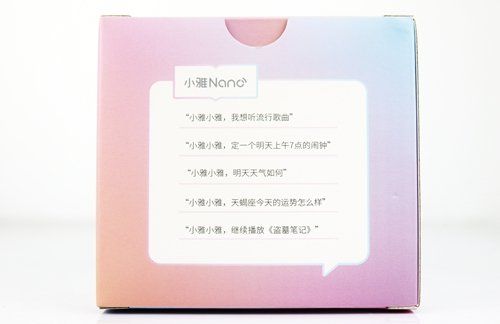 小雅Nano
“小雅小雅，我想听流行歌曲”
“小雅小雅，定一个明天上午7点的闹钟”
“小雅小雅，明天天气如何”
“小雅小雅，天蝎座今天的运势怎么样”
“小雅小雅，继续播放《盗墓笔记》”